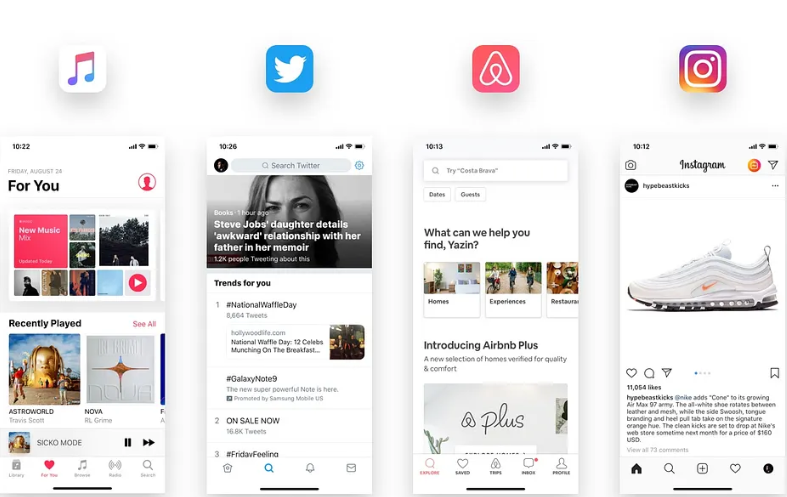 10:22
FRIDAY, AUGUST 24
For You
New Music
Mix
Updated Today
Recently Played
See All
ASTROWORLD
Travis Scott
NOVA
RL Grime
SICKO MODE
Library
For You
Browse
Radio
Search
10:26
Search Twitter
Books · 1 hour ago
Steve Jobs' daughter details
'awkward' relationship with her
father in her memoir
1.2K people Tweeting about this
Trends for you
1 #NationalWaffleDay
8,664 Tweets
hollywoodlife.com
National Waffle Day: 12 Celebs
Munching On The Breakfast...
#GalaxyNote9
The new super powerful Note is here.
Promoted by Samsung Mobile US
2 ON SALE NOW
16.8K Tweets
3 #FridayFeeling
10:13
Try "Costa Brava"
Dates
Guests
What can we help you
find, Yazin?
Homes
Experiences
Restaura
Introducing Airbnb Plus
A new selection of homes verified for quality
& comfort
plus
EXPLORE
SAVED
TRIPS
INBOX
PROFILE
10:12
Instagram
hypebeastkicks
11,054 likes
hypebeastkicks @nike adds "Cone" to its growing
Air Max 97 army. The all-white shoe rotates between
leather and mesh, while the side Swoosh, tongue
branding and heel pull tab take on the signature
orange hue. The clean kicks are set to drop at Nike's
web store sometime next month for a price of $160
USD.
View all 73 comments